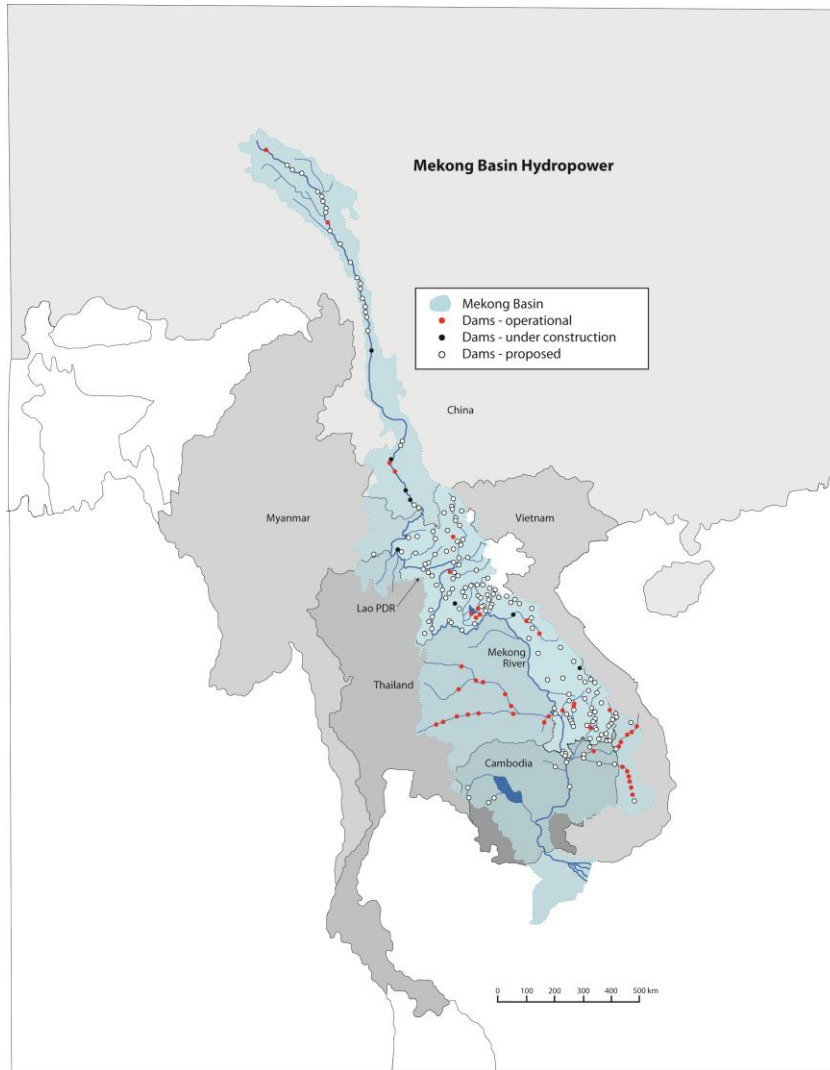 Mekong Basin Hydropower
Mekong Basin
Dams - operational
Dams - under construction
Dams - proposed
China
Myanmar
Vietnam
Lao PDR
Mekong
River
Thailand
Cambodia
0 100 200 300 400 500 km